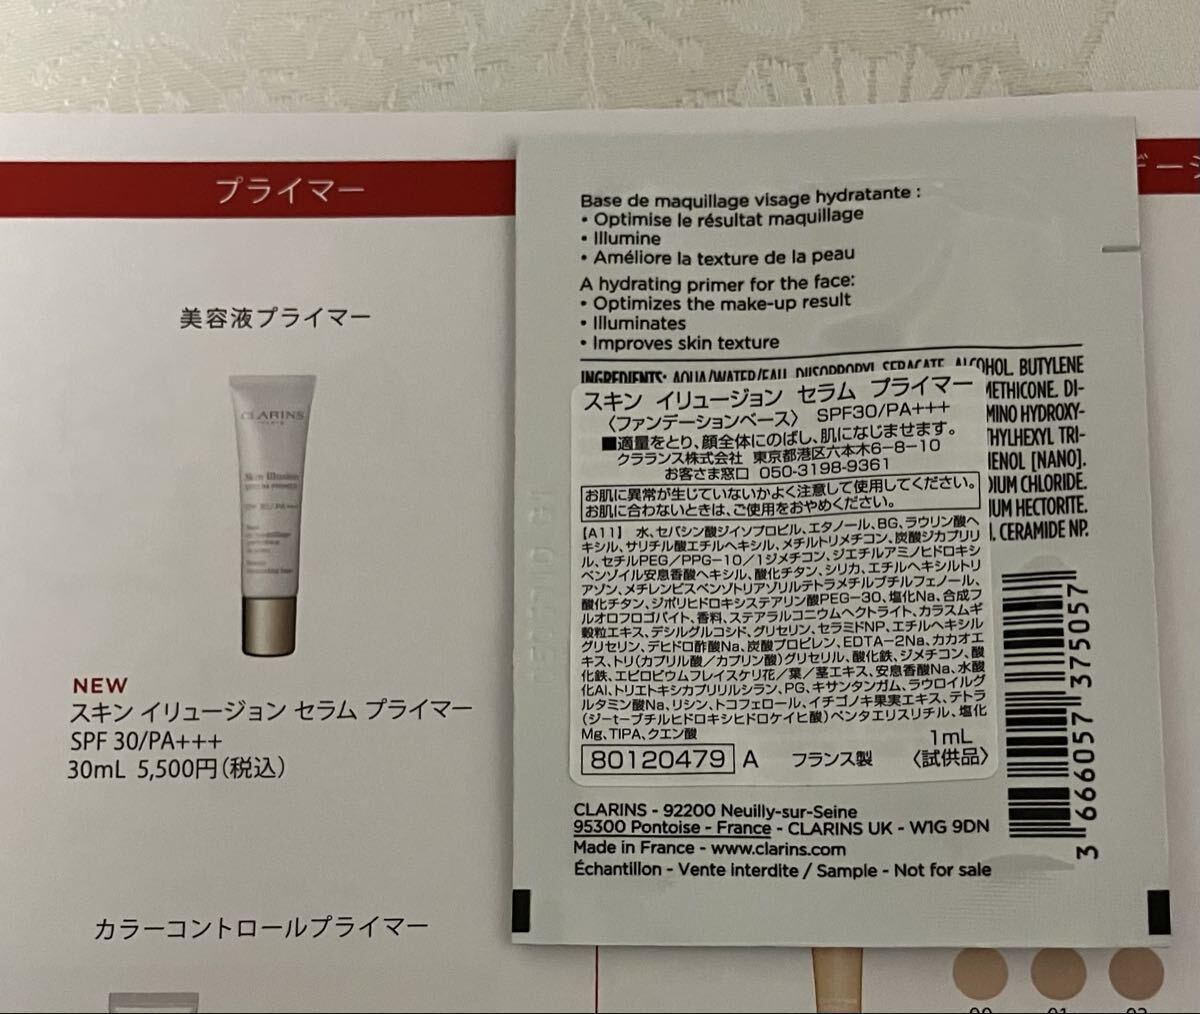 プライマー
美容液プライマー
CLARINS
Skin Illusion
NEW
スキン イリュージョン セラム プライマー
SPF 30/PA+++
30mL 5,500円(税込)
カラーコントロールプライマー
Base de maquillage visage hydratante :
• Optimise le résultat maquillage
• Illumine
• Améliore la texture de la peau
A hydrating primer for the face:
• Optimizes the make-up result
• Illuminates
• Improves skin texture
INGREDIENTS: AQUA/WATER/EAU, DIISOPROPYL SEBACATE, ALCOHOL, BUTYLENE
METHICONE, DI-
MINO HYDROXY-
THYLHEXYL TRI-
[NANO],
CHLORIDE,
HECTORITE,
CERAMIDE NP.
スキン イリュージョン セラム プライマー
〈ファンデーションベース〉 SPF30/PA+++
■適量をとり、顔全体にのばし、肌になじませます。
クラランス株式会社 東京都港区六本木6-8-10
お客さま窓口 050-3198-9361
お肌に異常が生じていないかよく注意して使用してください。
お肌に合わないときは、ご使用をおやめください。
【A11】 水、セバシン酸ジイソプロピル、エタノール、BG、ラウリン酸ヘ
キシル、サリチル酸エチルヘキシル、メチルトリメチコン、炭酸ジカプリリ
ル、セチルPEG/PPG-10/1ジメチコン、ジエチルアミノヒドロキシ
ベンゾイル安息香酸ヘキシル、酸化チタン、シリカ、エチルヘキシルトリ
アゾン、メチレンビスベンゾトリアゾリルテトラメチルブチルフェノール、
酸化チタン、ジポリヒドロキシステアリン酸PEG-30、塩化Na、合成フ
ルオロフロゴパイト、香料、ステアラルコニウムヘクトライト、カラスムギ
穀粒エキス、デシルグルコシド、グリセリン、セラミドNP、エチルヘキシル
グリセリン、デヒドロ酢酸Na、炭酸プロピレン、EDTA-2Na、カカオエ
キス、トリ(カプリル酸/カプリン酸)グリセリル、酸化鉄、ジメチコン、酸
化鉄、エピロビウムフレイスケリ花/葉/茎エキス、安息香酸Na、水酸
化Al、トリエトキシカプリリルシラン、PG、キサンタンガム、ラウロイルグ
ルタミン酸Na、リシン、トコフェロール、イチゴノキ果実エキス、テトラ
(ジ-t-ブチルヒドロキシヒドロケイヒ酸)ペンタエリスリチル、塩化
Mg、TIPA、クエン酸
1mL
80120479 A フランス製 〈試供品〉
3 666057 375057
CLARINS - 92200 Neuilly-sur-Seine
95300 Pontoise - France - CLARINS UK - W1G 9DN
Made in France - www.clarins.com
Échantillon - Vente interdite / Sample - Not for sale